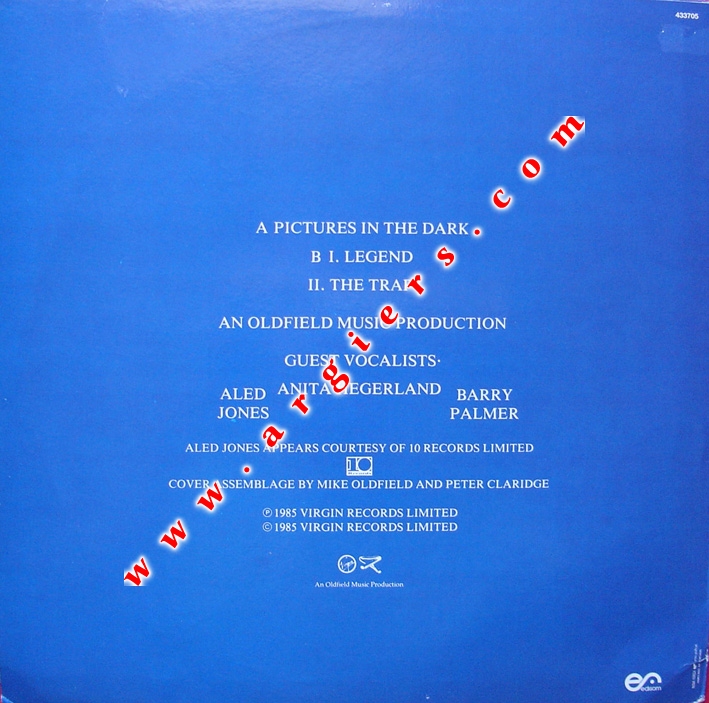 433705
A PICTURES IN THE DARK
B I. LEGEND
II. THE TRAP
AN OLDFIELD MUSIC PRODUCTION
GUEST VOCALISTS·
ALED JONES
ANITA HEGERLAND
BARRY PALMER
ALED JONES APPEARS COURTESY OF 10 RECORDS LIMITED
10
COVER ASSEMBLAGE BY MIKE OLDFIELD AND PETER CLARIDGE
℗ 1985 VIRGIN RECORDS LIMITED
© 1985 VIRGIN RECORDS LIMITED
Virgin
An Oldfield Music Production
edisom
www.argiers.com